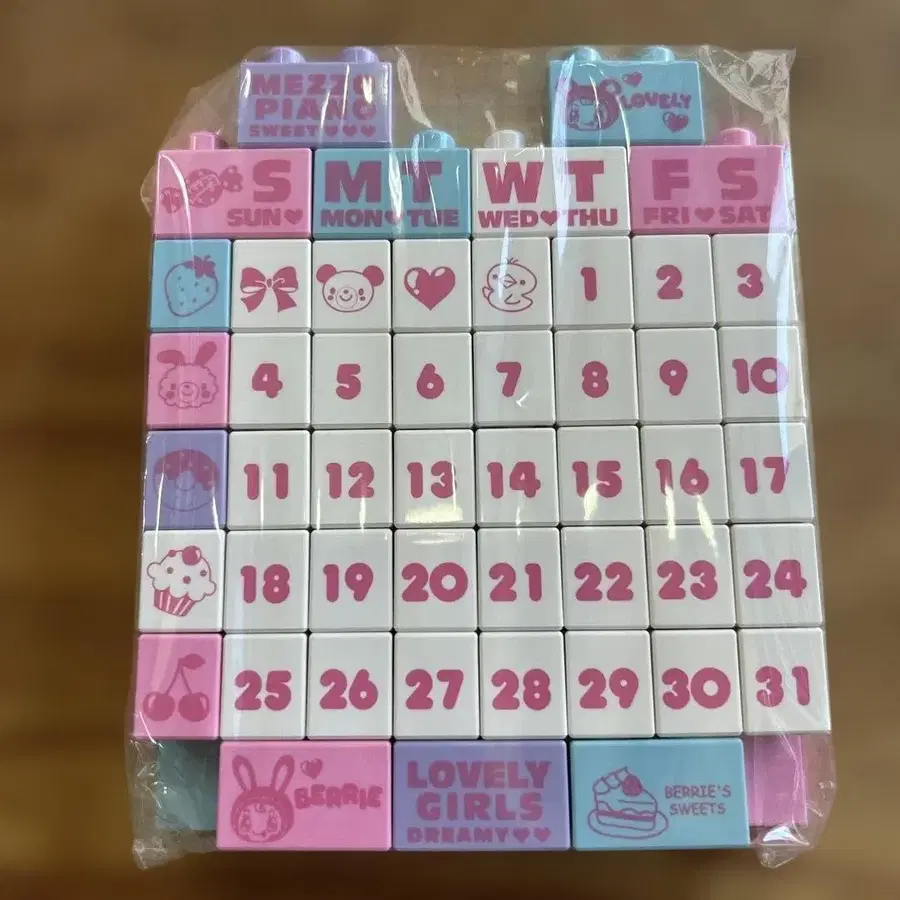 MEZZO
PIANO
SWEET♥♥♥
LOVELY
S
SUN♥
M T
MON♥TUE
W T
WED♥THU
F S
FRI♥SAT
1 2 3
4 5 6 7 8 9 10
11 12 13 14 15 16 17
18 19 20 21 22 23 24
25 26 27 28 29 30 31
BERRIE
LOVELY
GIRLS
DREAMY♥♥
BERRIE'S
SWEETS